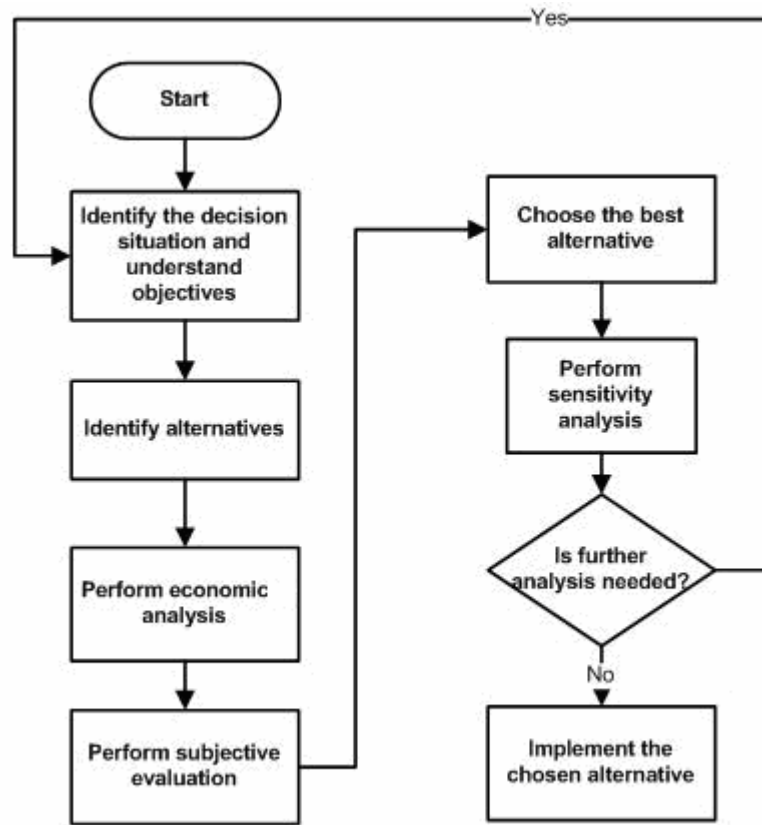 Yes
Start
Identify the decision
situation and
understand
objectives
Identify alternatives
Perform economic
analysis
Perform subjective
evaluation
Choose the best
alternative
Perform
sensitivity
analysis
Is further
analysis needed?
No
Implement the
chosen alternative